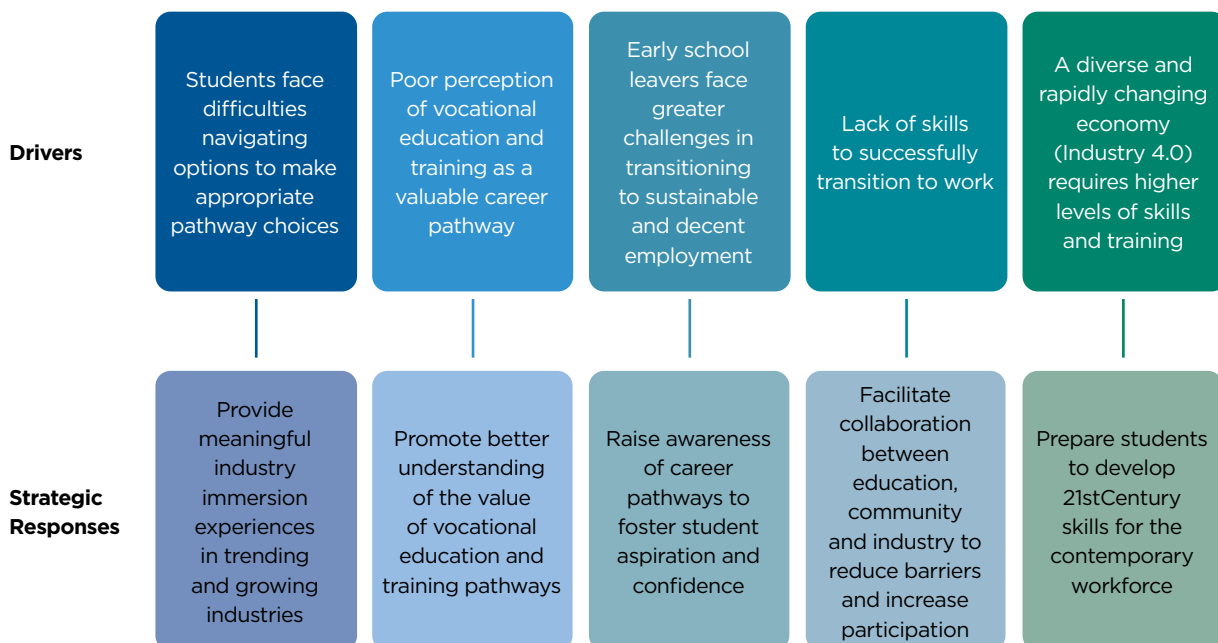 Drivers
Students face
difficulties
navigating
options to make
appropriate
pathway choices
Poor perception
of vocational
education and
training as a
valuable career
pathway
Early school
leavers face
greater
challenges in
transitioning
to sustainable
and decent
employment
Lack of skills
to successfully
transition to work
A diverse and
rapidly changing
economy
(Industry 4.0)
requires higher
levels of skills
and training
Strategic
Responses
Provide
meaningful
industry
immersion
experiences
in trending
and growing
industries
Promote better
understanding
of the value
of vocational
education and
training pathways
Raise awareness
of career
pathways to
foster student
aspiration and
confidence
Facilitate
collaboration
between
education,
community
and industry to
reduce barriers
and increase
participation
Prepare students
to develop
21stCentury
skills for the
contemporary
workforce